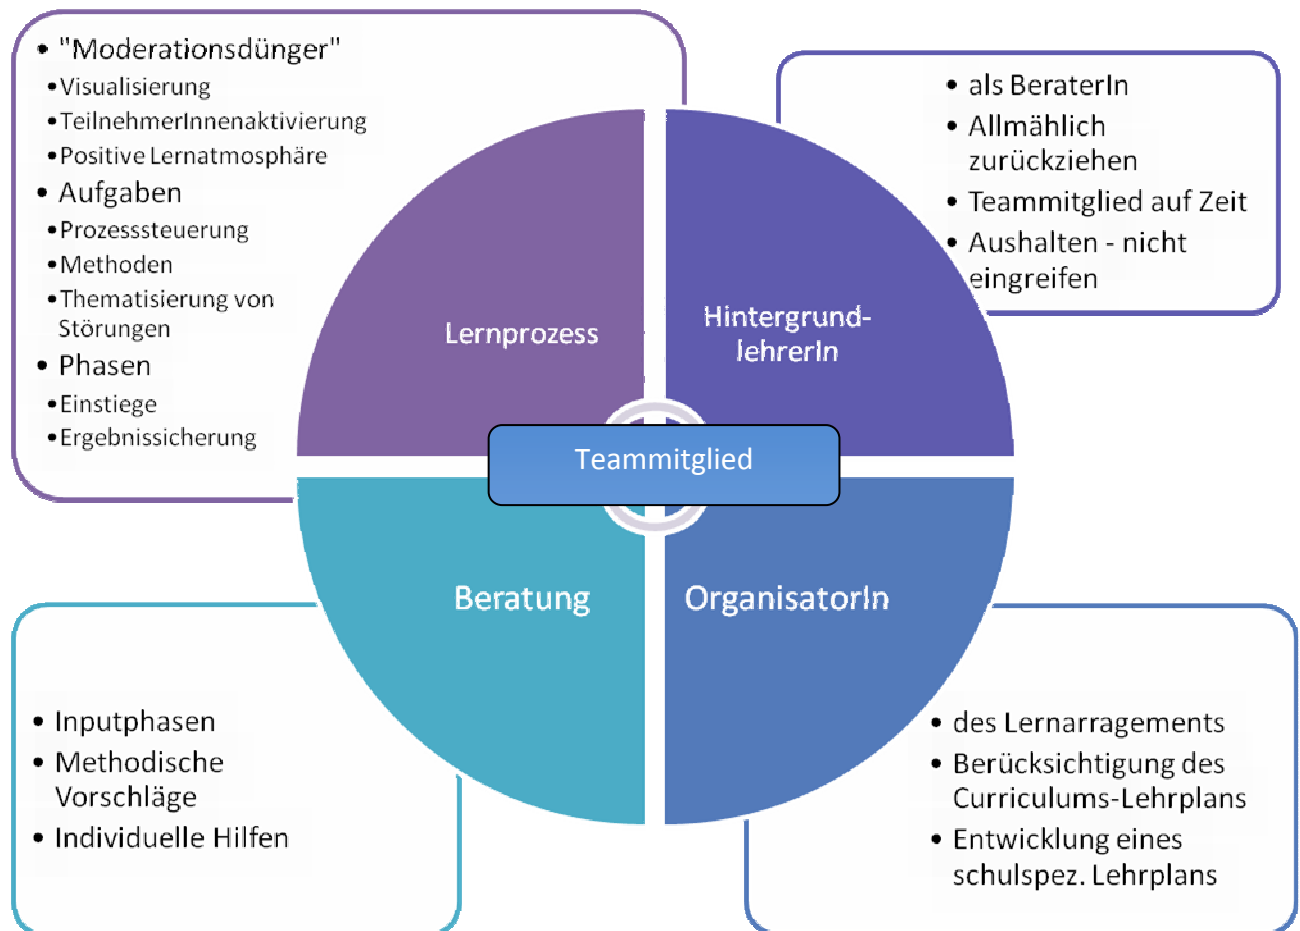 • "Moderationsdünger"
•Visualisierung
•TeilnehmerInnenaktivierung
•Positive Lernatmosphäre
• Aufgaben
•Prozesssteuerung
•Methoden
•Thematisierung von
Störungen
• Phasen
•Einstiege
•Ergebnissicherung
• als BeraterIn
• Allmählich
zurückziehen
• Teammitglied auf Zeit
• Aushalten - nicht
eingreifen
Lernprozess
Hintergrund-
lehrerIn
Teammitglied
Beratung
OrganisatorIn
• Inputphasen
• Methodische
Vorschläge
• Individuelle Hilfen
• des Lernarragements
• Berücksichtigung des
Curriculums-Lehrplans
• Entwicklung eines
schulspez. Lehrplans